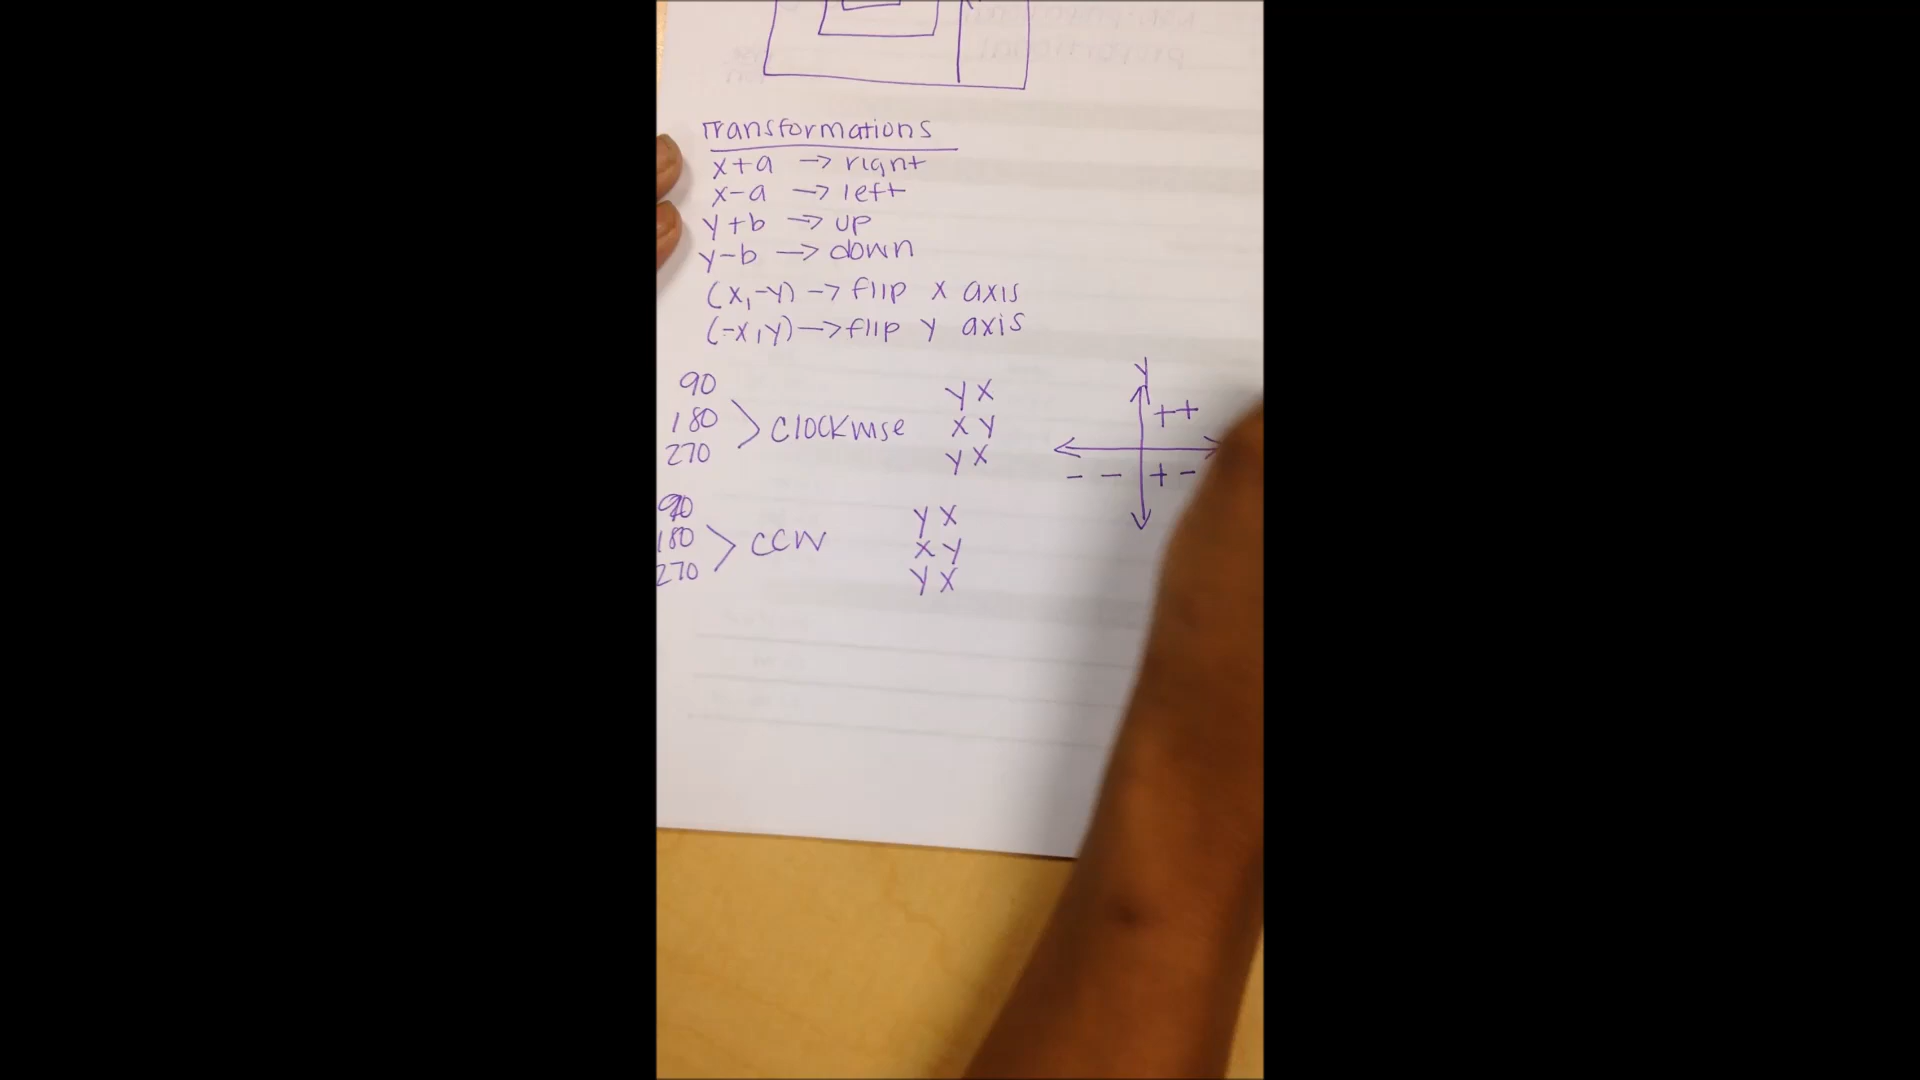 Transformations
x+a → right
x-a → left
y+b → up
y-b → down
(x,-y) → flip x axis
(-x,y) → flip y axis
90
180 > Clockwise
270
y x
x y
y x
y
++
- - + -
90
180 > CCW
270
y x
x y
y x